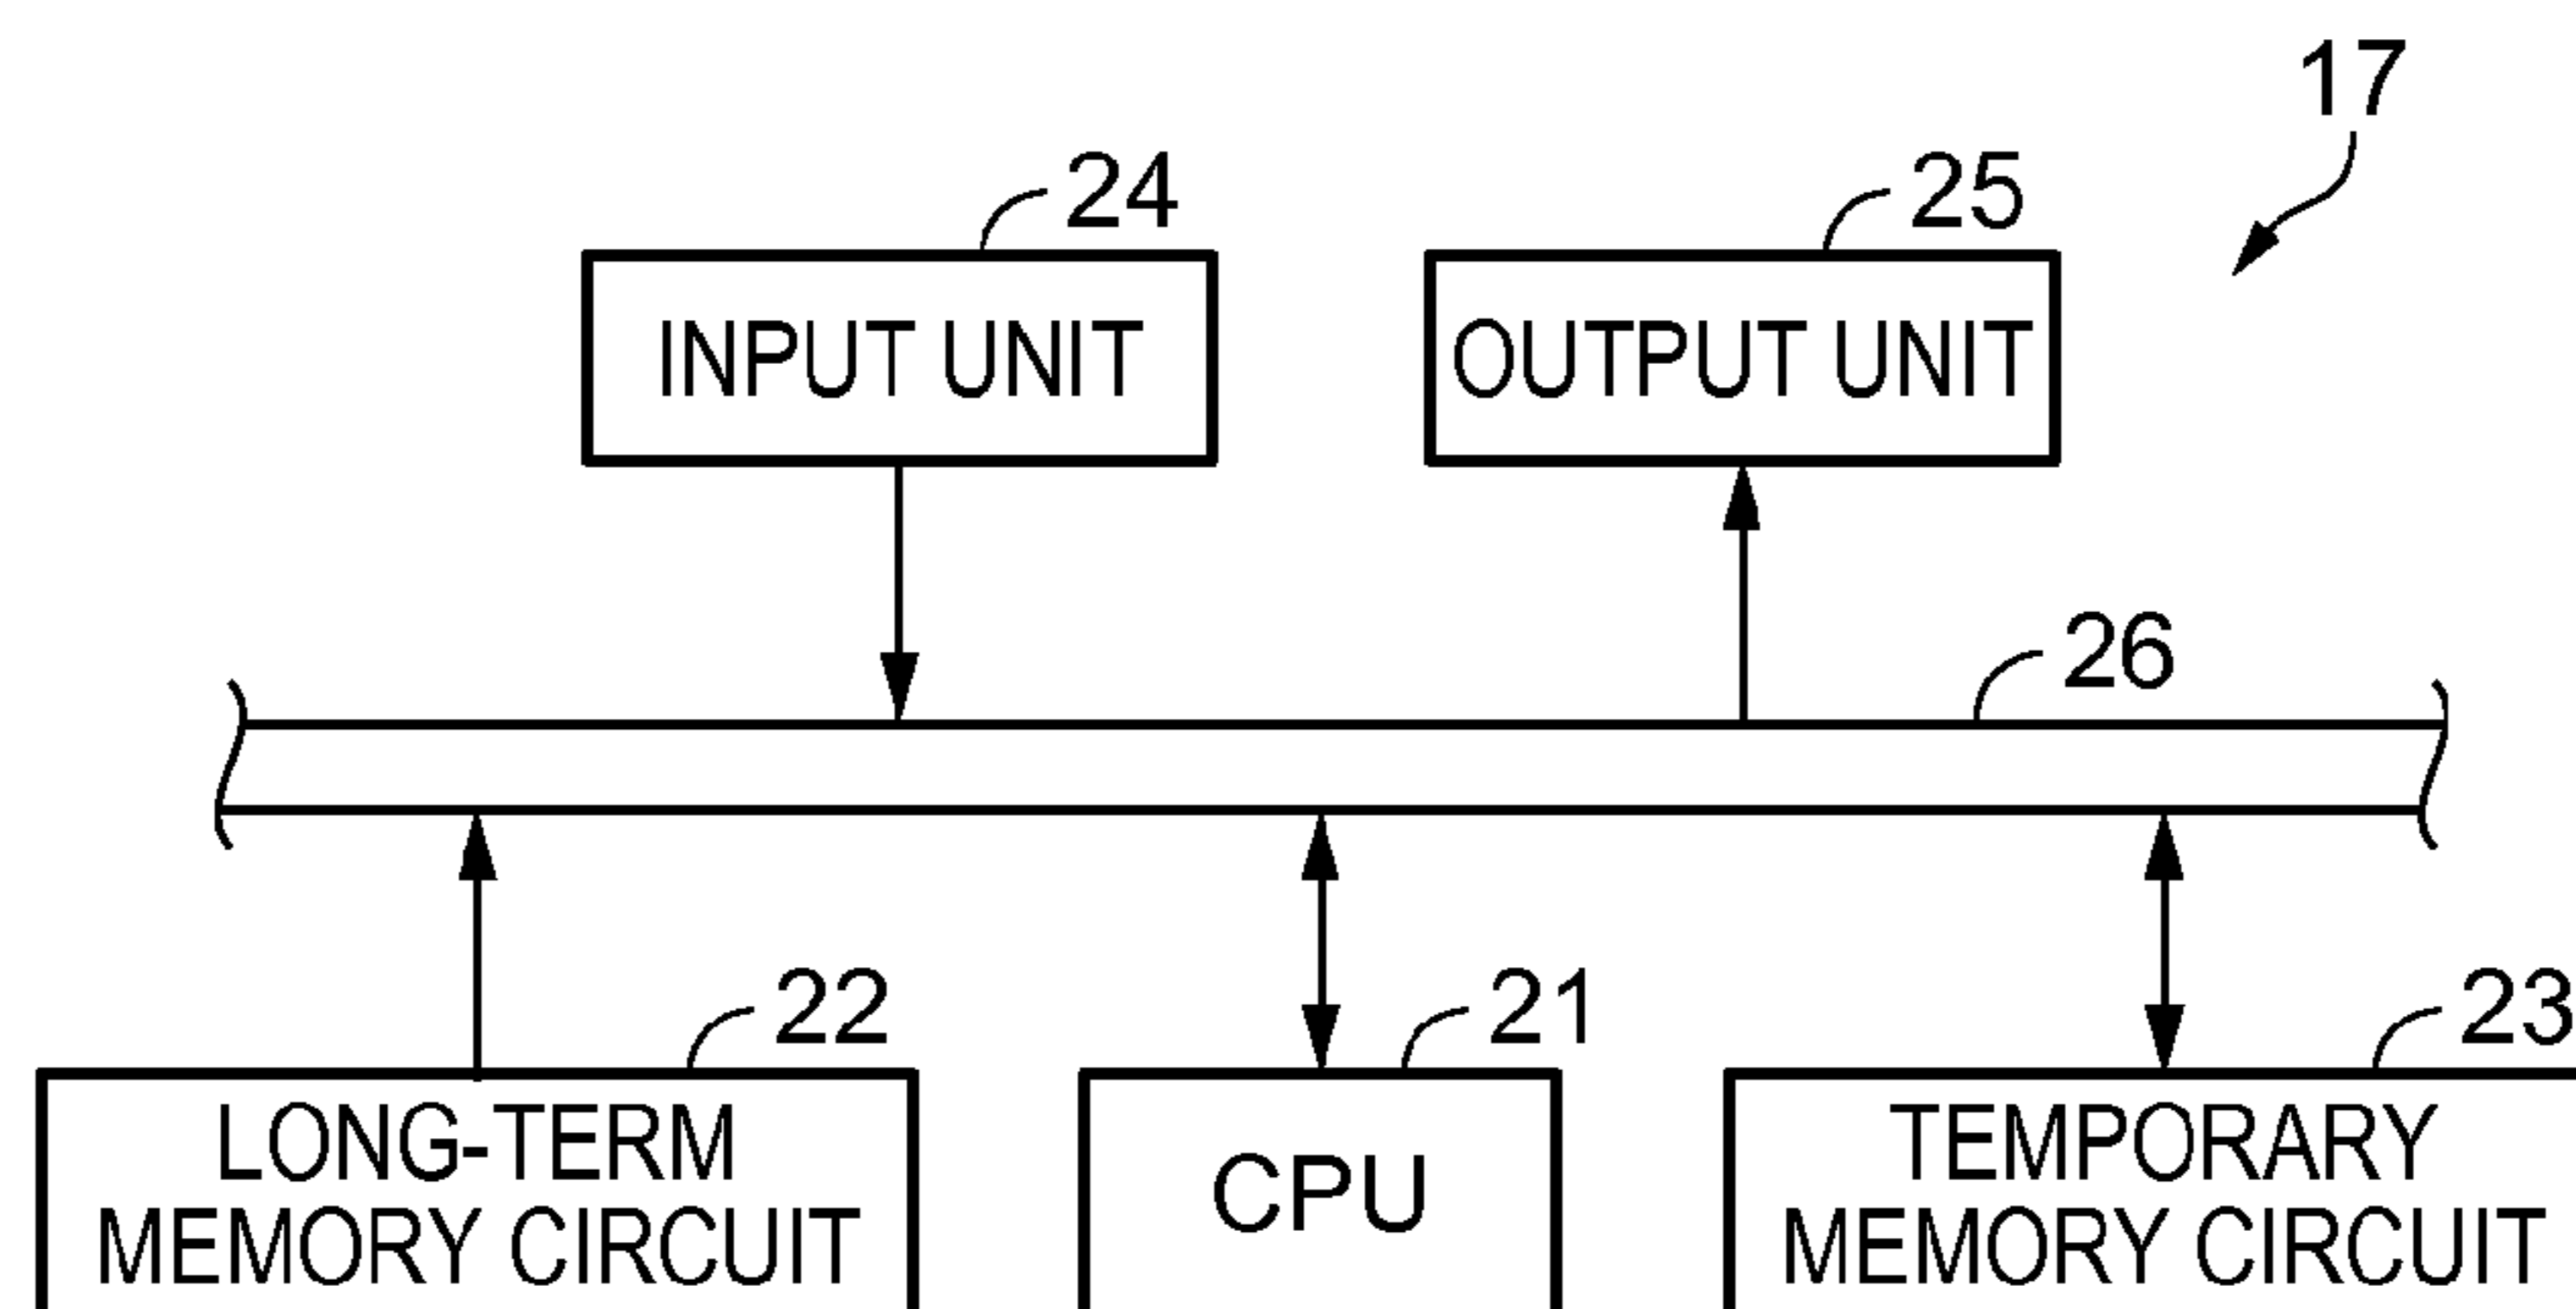 17
24
25
INPUT UNIT
OUTPUT UNIT
26
22
21
23
LONG-TERM
MEMORY CIRCUIT
CPU
TEMPORARY
MEMORY CIRCUIT